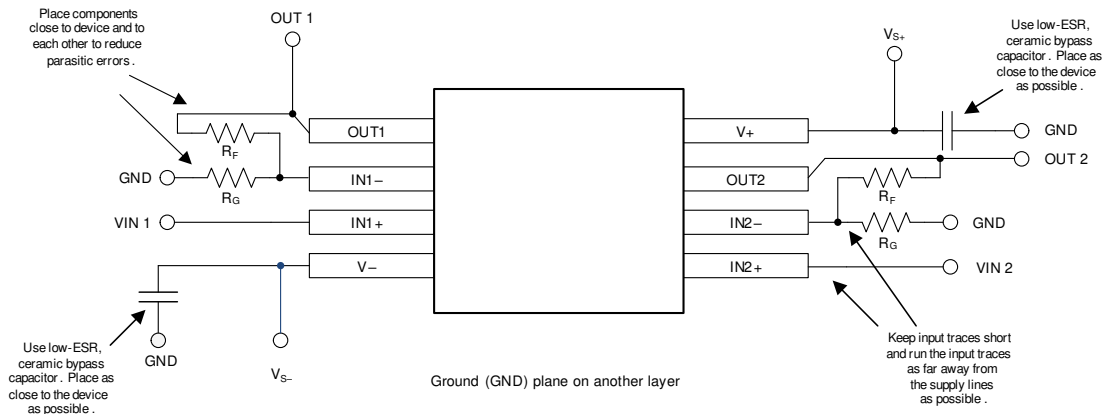 Place components
close to device and to
each other to reduce
parasitic errors .
OUT 1
VS+
Use low-ESR,
ceramic bypass
capacitor . Place as
close to the device
as possible .
OUT1
RF
GND
RG
IN1−
VIN 1
IN1+
V−
V+
GND
OUT2
OUT 2
RF
IN2−
RG
GND
IN2+
VIN 2
GND
Use low-ESR,
ceramic bypass
capacitor . Place as
close to the device
as possible .
VS−
Ground (GND) plane on another layer
Keep input traces short
and run the input traces
as far away from
the supply lines
as possible .